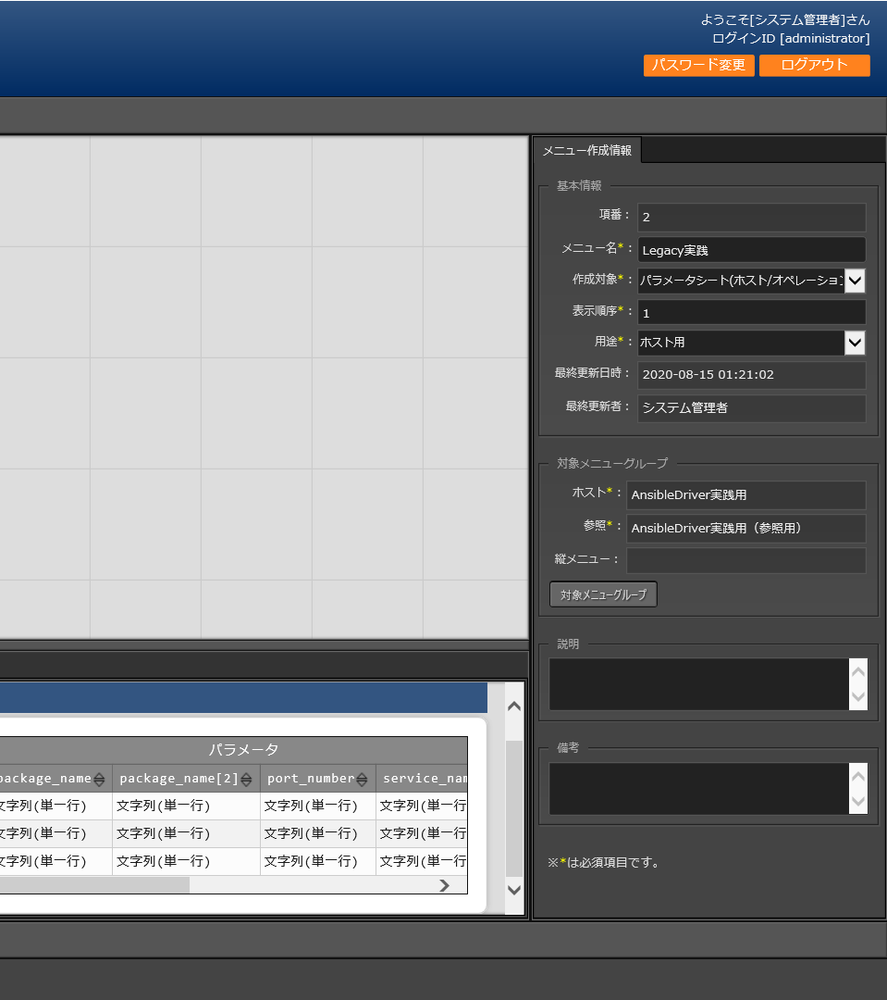 ようこそ[システム管理者]さん
ログインID [administrator]
パスワード変更 ログアウト
メニュー作成情報
基本情報
項番： 2
メニュー名*： Legacy実践
作成対象*： パラメータシート(ホスト/オペレーショ
表示順序*： 1
用途*： ホスト用
最終更新日時： 2020-08-15 01:21:02
最終更新者： システム管理者
対象メニューグループ
ホスト*： AnsibleDriver実践用
参照*： AnsibleDriver実践用（参照用）
縦メニュー：
対象メニューグループ
説明
備考
※*は必須項目です。
パラメータ
package_name package_name[2] port_number service_nam
文字列(単一行) 文字列(単一行) 文字列(単一行) 文字列(単一行
文字列(単一行) 文字列(単一行) 文字列(単一行) 文字列(単一行
文字列(単一行) 文字列(単一行) 文字列(単一行) 文字列(単一行